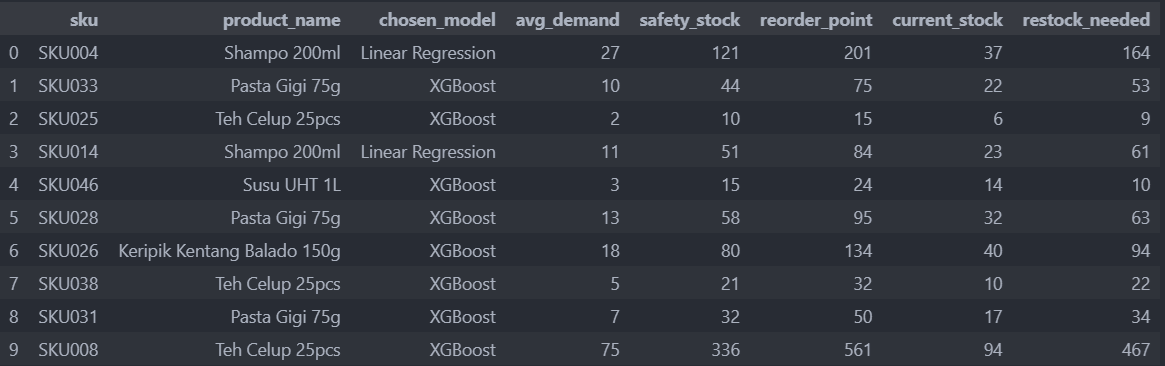 sku product_name chosen_model avg_demand safety_stock reorder_point current_stock restock_needed
0 SKU004 Shampo 200ml Linear Regression 27 121 201 37 164
1 SKU033 Pasta Gigi 75g XGBoost 10 44 75 22 53
2 SKU025 Teh Celup 25pcs XGBoost 2 10 15 6 9
3 SKU014 Shampo 200ml Linear Regression 11 51 84 23 61
4 SKU046 Susu UHT 1L XGBoost 3 15 24 14 10
5 SKU028 Pasta Gigi 75g XGBoost 13 58 95 32 63
6 SKU026 Keripik Kentang Balado 150g XGBoost 18 80 134 40 94
7 SKU038 Teh Celup 25pcs XGBoost 5 21 32 10 22
8 SKU031 Pasta Gigi 75g XGBoost 7 32 50 17 34
9 SKU008 Teh Celup 25pcs XGBoost 75 336 561 94 467